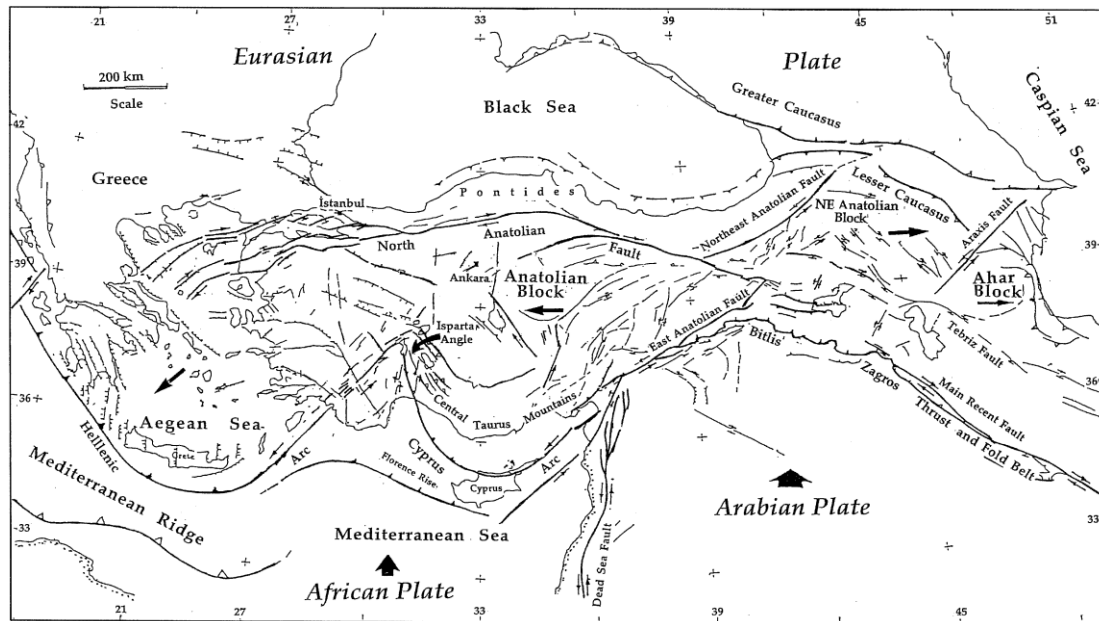 21 27 33 39 45 51
Eurasian Plate
200 km
Scale
Black Sea
Greater Caucasus
Caspian Sea
42
42
Greece
Pontides
İstanbul
Lesser Caucasus
Northeast Anatolian Fault
NE Anatolian
Block
Araxis Fault
North Anatolian Fault
39
39
Ankara
Anatolian
Block
Ahar
Block
East Anatolian Fault
Isparta
Angle
Bitlis
Tebriz Fault
36
36
Zagros
Main Recent Fault
Thrust and Fold Belt
Central Taurus Mountains
Aegean Sea
Crete
Helllenic Arc
Cyprus Arc
Florence Rise
Cyprus
Mediterranean Ridge
Arabian Plate
33
33
Mediterranean Sea
Dead Sea Fault
African Plate
21 27 33 39 45